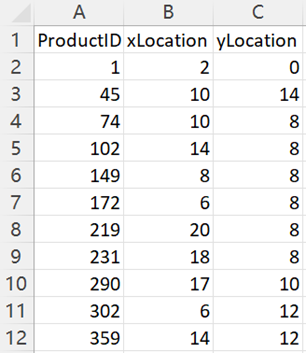 A B C
1 ProductID xLocation yLocation
2 1 2 0
3 45 10 14
4 74 10 8
5 102 14 8
6 149 8 8
7 172 6 8
8 219 20 8
9 231 18 8
10 290 17 10
11 302 6 12
12 359 14 12